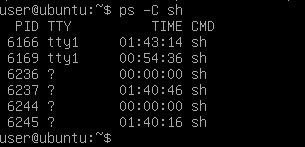 user@ubuntu:~$ ps -C sh
PID TTY TIME CMD
6166 tty1 01:43:14 sh
6169 tty1 00:54:36 sh
6236 ? 00:00:00 sh
6237 ? 01:40:46 sh
6244 ? 00:00:00 sh
6245 ? 01:40:16 sh
user@ubuntu:~$